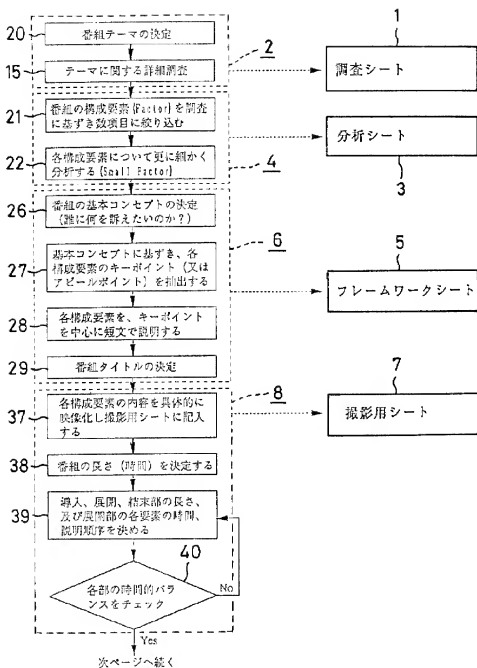 20
番組テーマの決定
15
テーマに関する詳細調査
2
1
調査シート
21
番組の構成要素(Factor)を調査
に基ずき数項目に絞り込む
22
各構成要素について更に細かく
分析する(Small Factor)
4
分析シート
3
26
番組の基本コンセプトの決定
(誰に何を訴えたいのか?)
27
基本コンセプトに基ずき、各
構成要素のキーポイント(又は
アピールポイント)を抽出する
6
5
フレームワークシート
28
各構成要素を、キーポイント
を中心に短文で説明する
29
番組タイトルの決定
37
各構成要素の内容を具体的に
映像化し撮影用シートに記入
する
8
7
撮影用シート
38
番組の長さ(時間)を決定する
39
導入、展開、結末部の長さ、
及び展開部の各要素の時間、
説明順序を決める
40
各部の時間的バラ
ンスをチェック
No
Yes
次ページへ続く